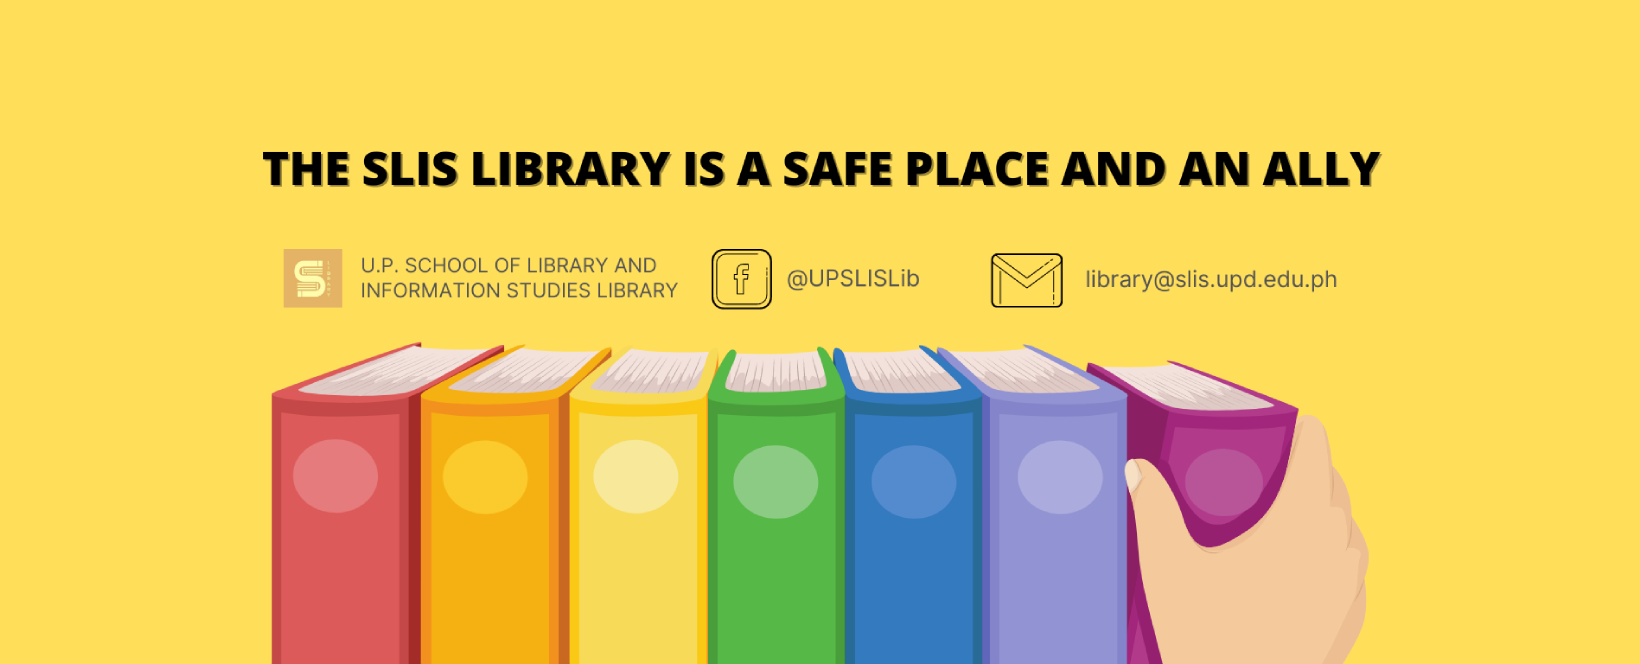 THE SLIS LIBRARY IS A SAFE PLACE AND AN ALLY
U.P. SCHOOL OF LIBRARY AND
INFORMATION STUDIES LIBRARY
@UPSLISLib
library@slis.upd.edu.ph